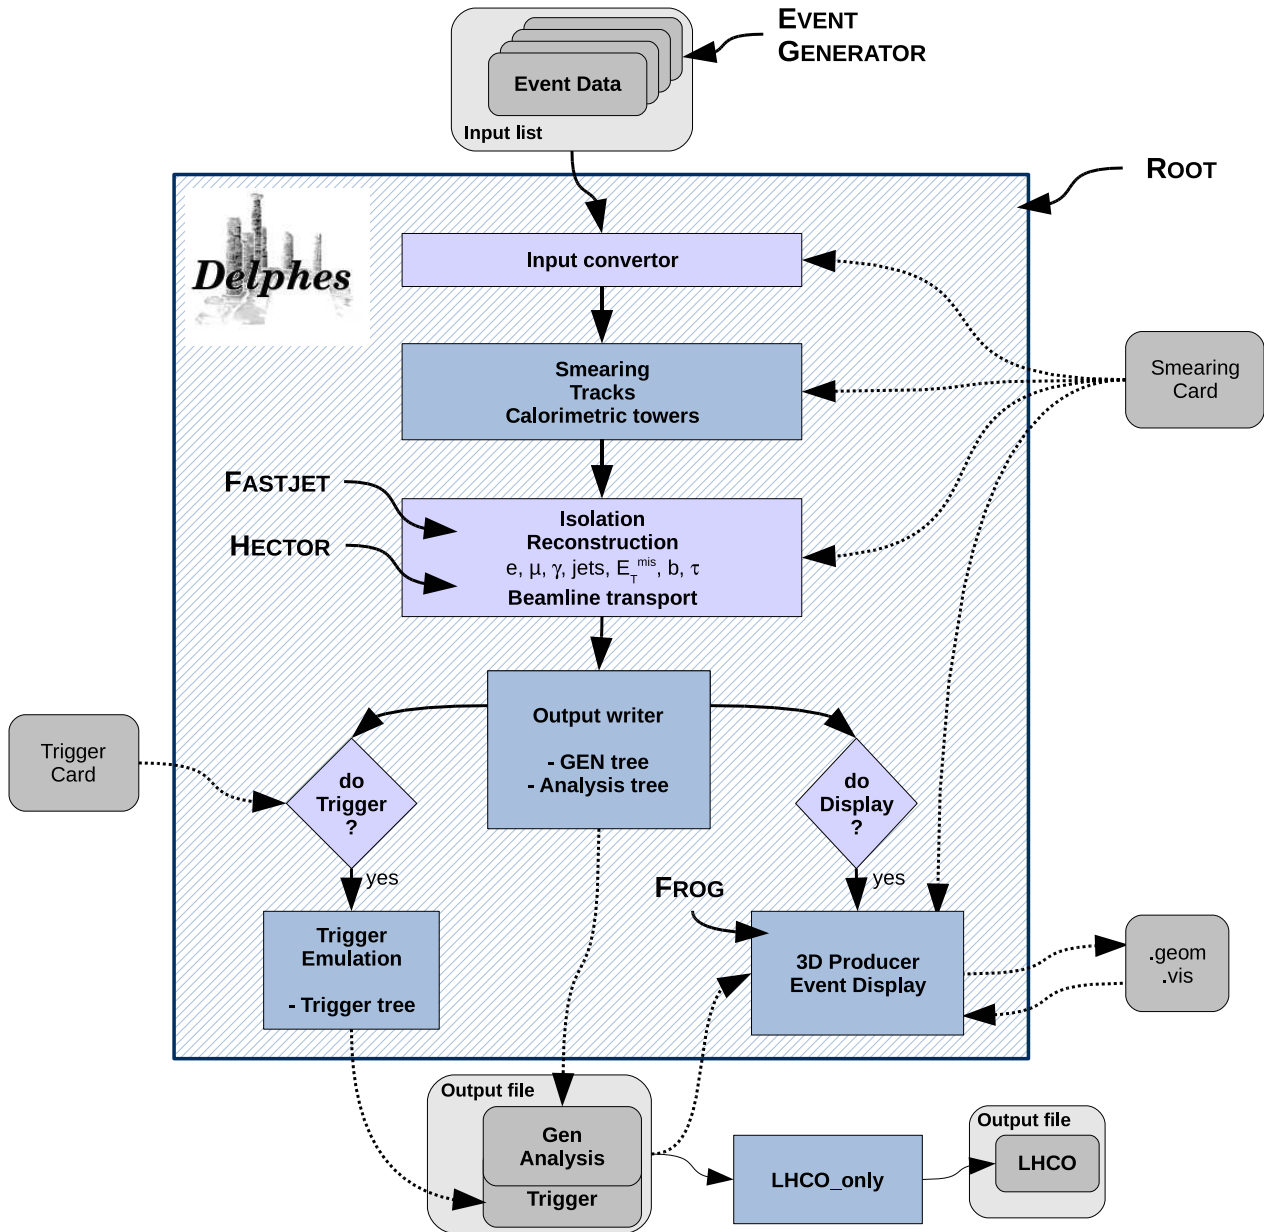 EVENT
GENERATOR
Event Data
Input list
ROOT
Delphes
Input convertor
Smearing
Tracks
Calorimetric towers
Smearing
Card
FASTJET
HECTOR
Isolation
Reconstruction
e, μ, γ, jets, E_T^mis, b, τ
Beamline transport
Output writer
- GEN tree
- Analysis tree
Trigger
Card
do
Trigger
?
do
Display
?
yes
yes
FROG
Trigger
Emulation
- Trigger tree
3D Producer
Event Display
.geom
.vis
Output file
Gen
Analysis
Trigger
LHCO_only
Output file
LHCO